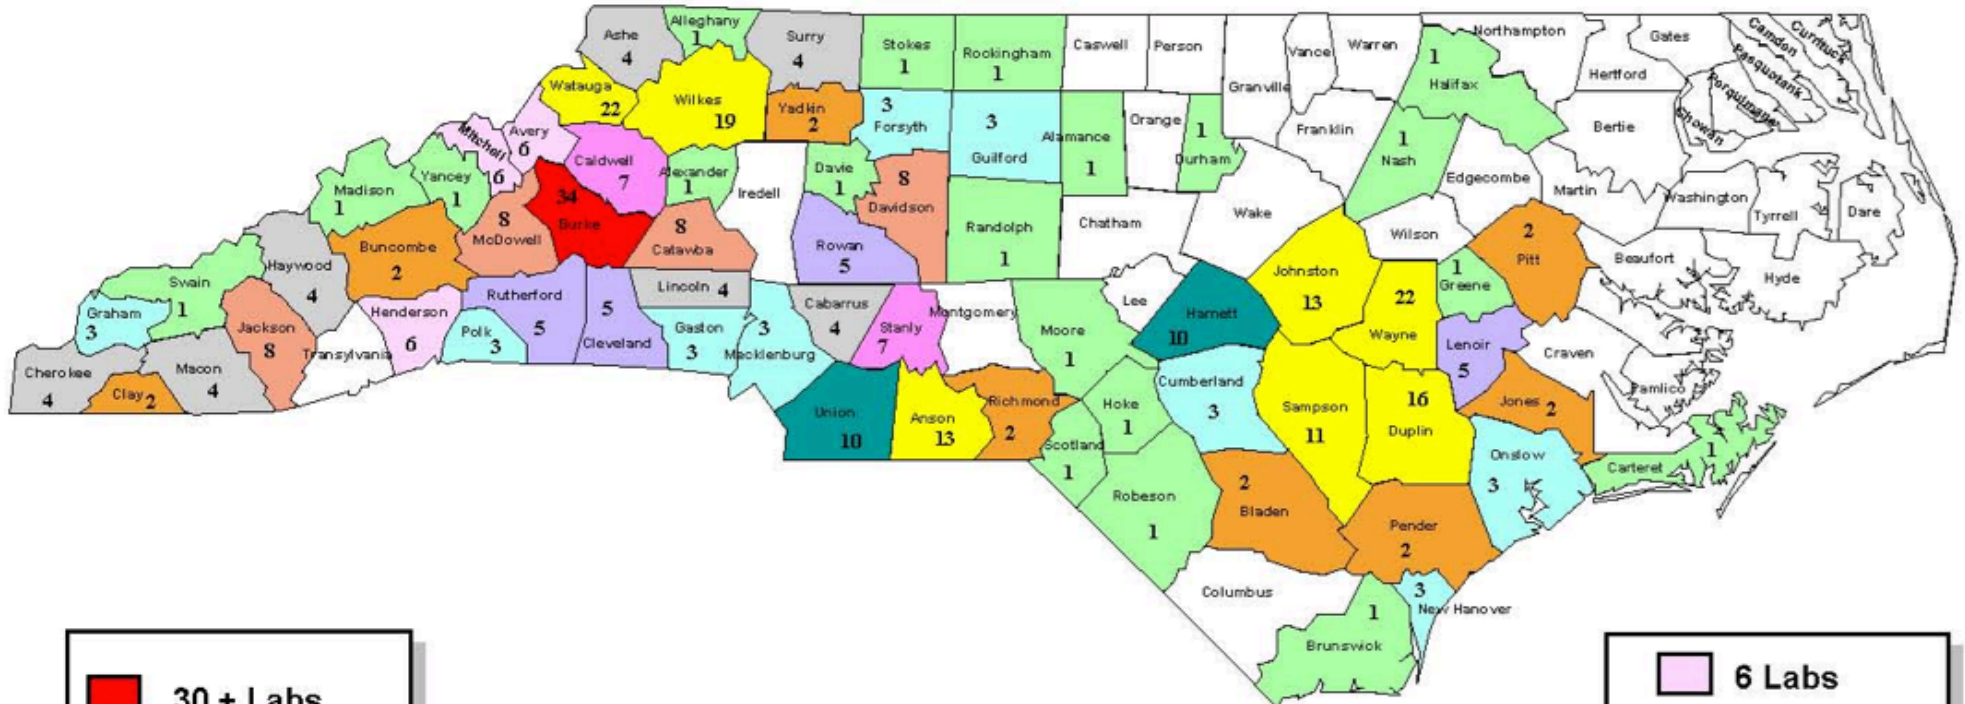 Ashe
4
Alleghany
1
Surry
4
Stokes
1
Rockingham
1
Caswell
Person
Granville
Vance
Warren
Northampton
Gates
Camdon
Currituck
Pasquotank
Perquimans
Chowan
Hertford
Bertie
1
Halifax
Watauga
22
Wilkes
19
Yadkin
2
3
Forsyth
3
Guilford
Alamance
1
Orange
1
Durham
Franklin
1
Nash
Edgecombe
Martin
Washington
Tyrrell
Dare
Mitchell
6
Avery
6
Caldwell
7
Alexander
1
Iredell
Davie
1
8
Davidson
Randolph
1
Chatham
Wake
Wilson
2
Pitt
Beaufort
Hyde
Madison
1
Yancey
1
8
McDowell
34
Burke
8
Catawba
Rowan
5
Buncombe
2
Haywood
4
Swain
1
Graham
3
Jackson
8
Transylvania
Henderson
6
Polk
3
Rutherford
5
5
Cleveland
Lincoln 4
Gaston
3
3
Mecklenburg
Cabarrus
4
Stanly
7
Montgomery
Moore
1
Lee
Harnett
10
Johnston
13
22
Wayne
1
Greene
Lenoir
5
Craven
Pamlico
Jones 2
Cherokee
4
Clay 2
Macon
4
Union
10
Anson
13
Richmond
2
Scotland
1
Hoke
1
Cumberland
3
Sampson
11
16
Duplin
Onslow
3
Carteret
1
Robeson
1
2
Bladen
Pender
2
Columbus
1
Brunswick
3
New Hanover
30 + Labs
6 Labs